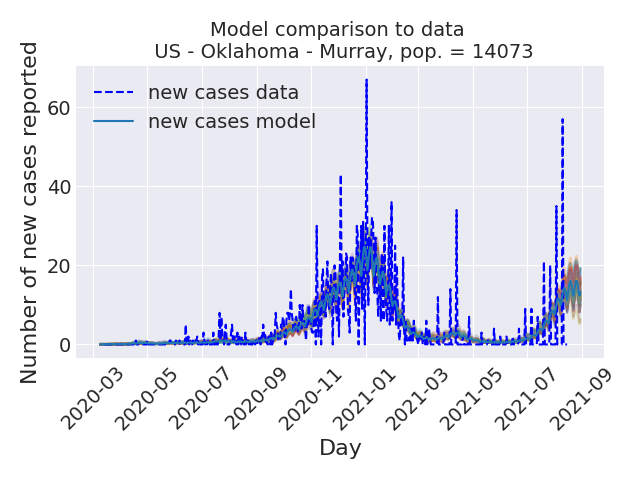 Model comparison to data
US - Oklahoma - Murray, pop. = 14073
Number of new cases reported
60
40
20
0
new cases data
new cases model
2020-03
2020-05
2020-07
2020-09
2020-11
2021-01
2021-03
2021-05
2021-07
2021-09
Day